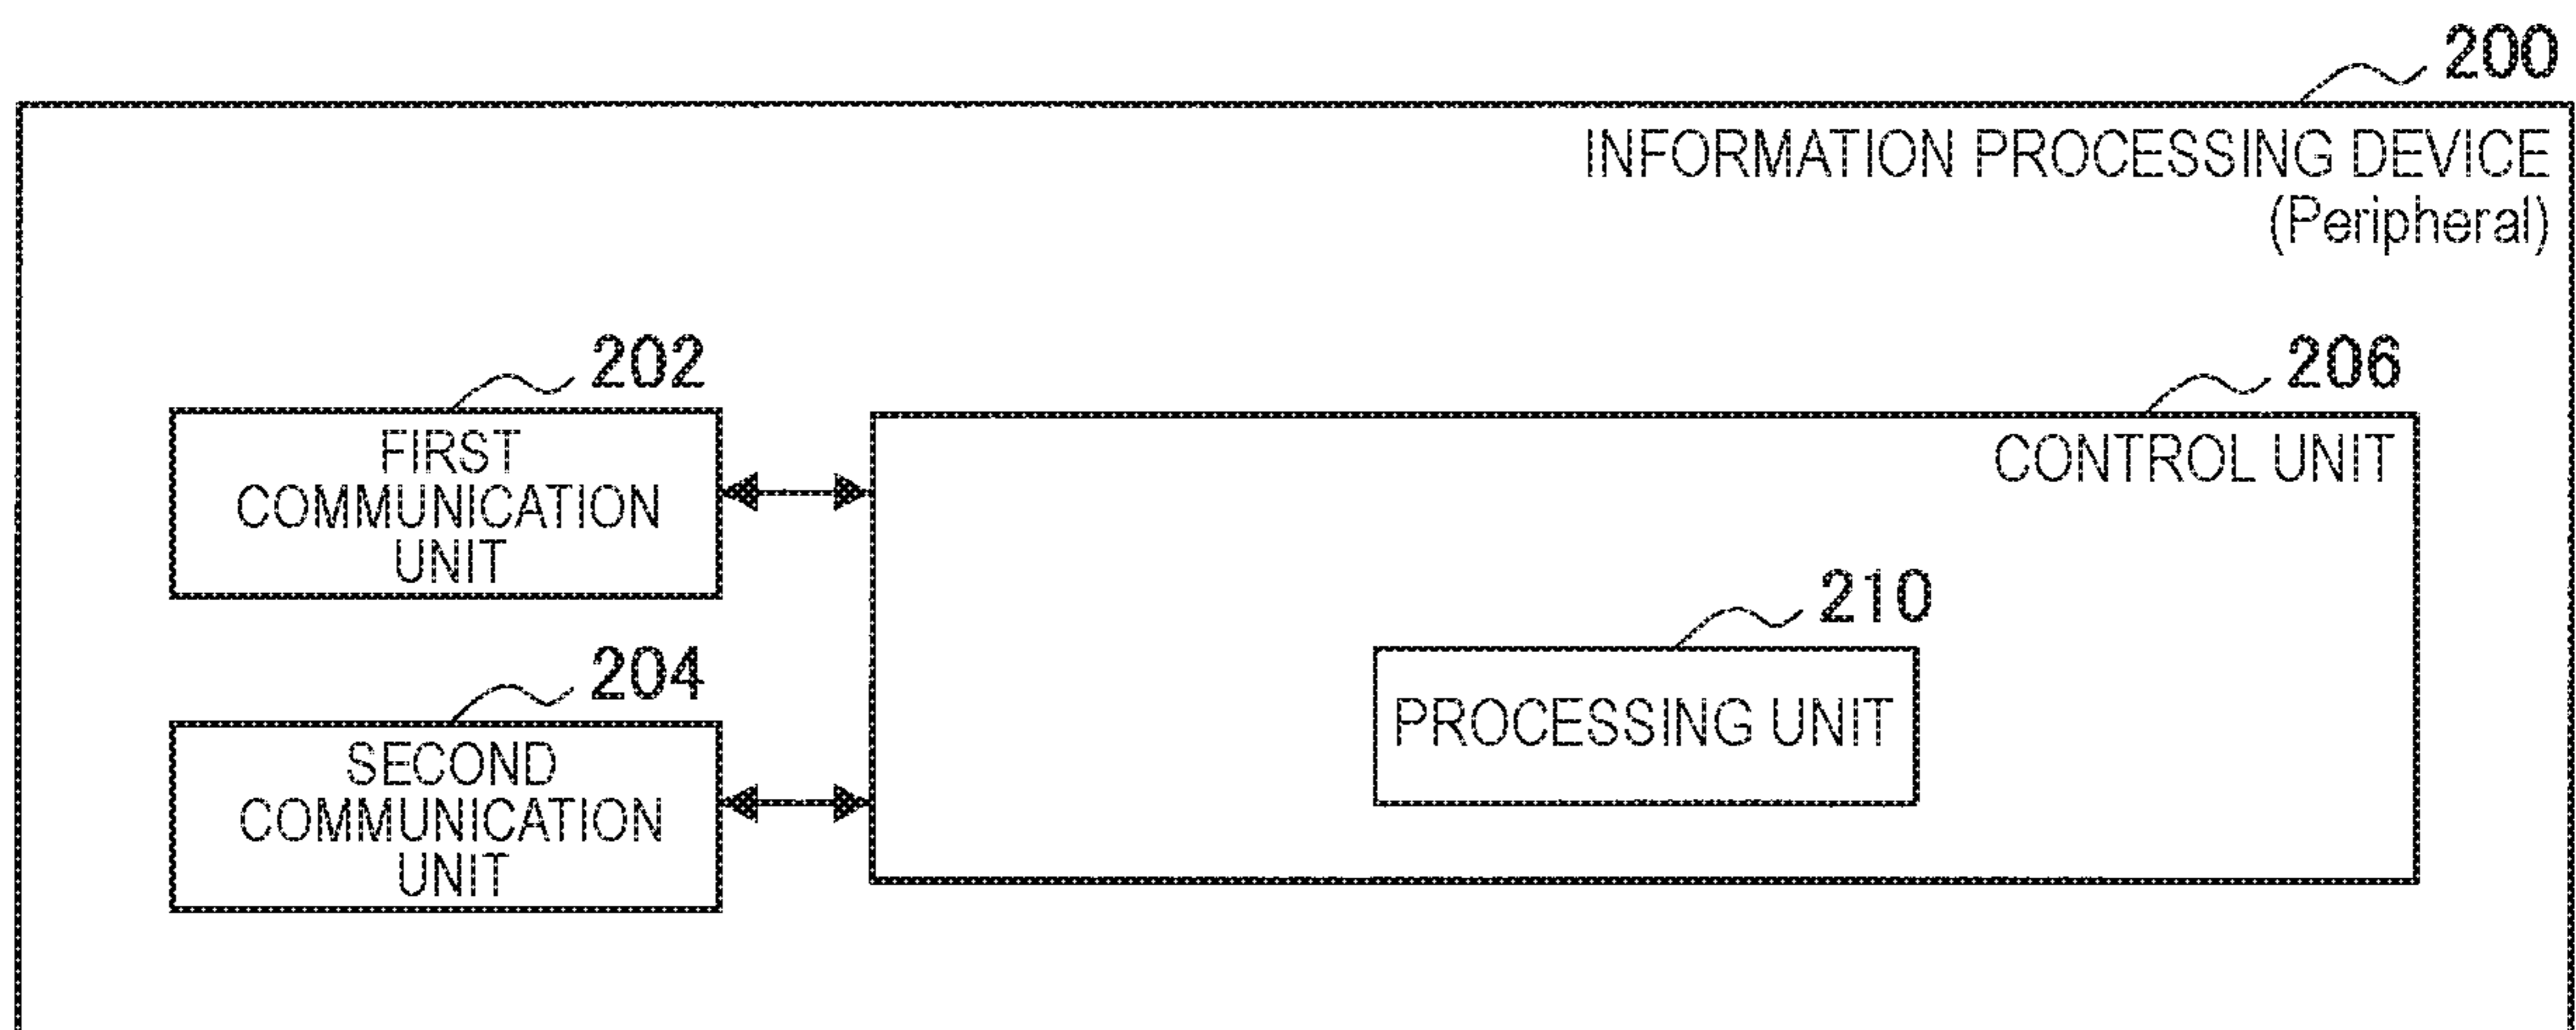 200
INFORMATION PROCESSING DEVICE
(Peripheral)
202
FIRST
COMMUNICATION
UNIT
206
CONTROL UNIT
210
PROCESSING UNIT
204
SECOND
COMMUNICATION
UNIT